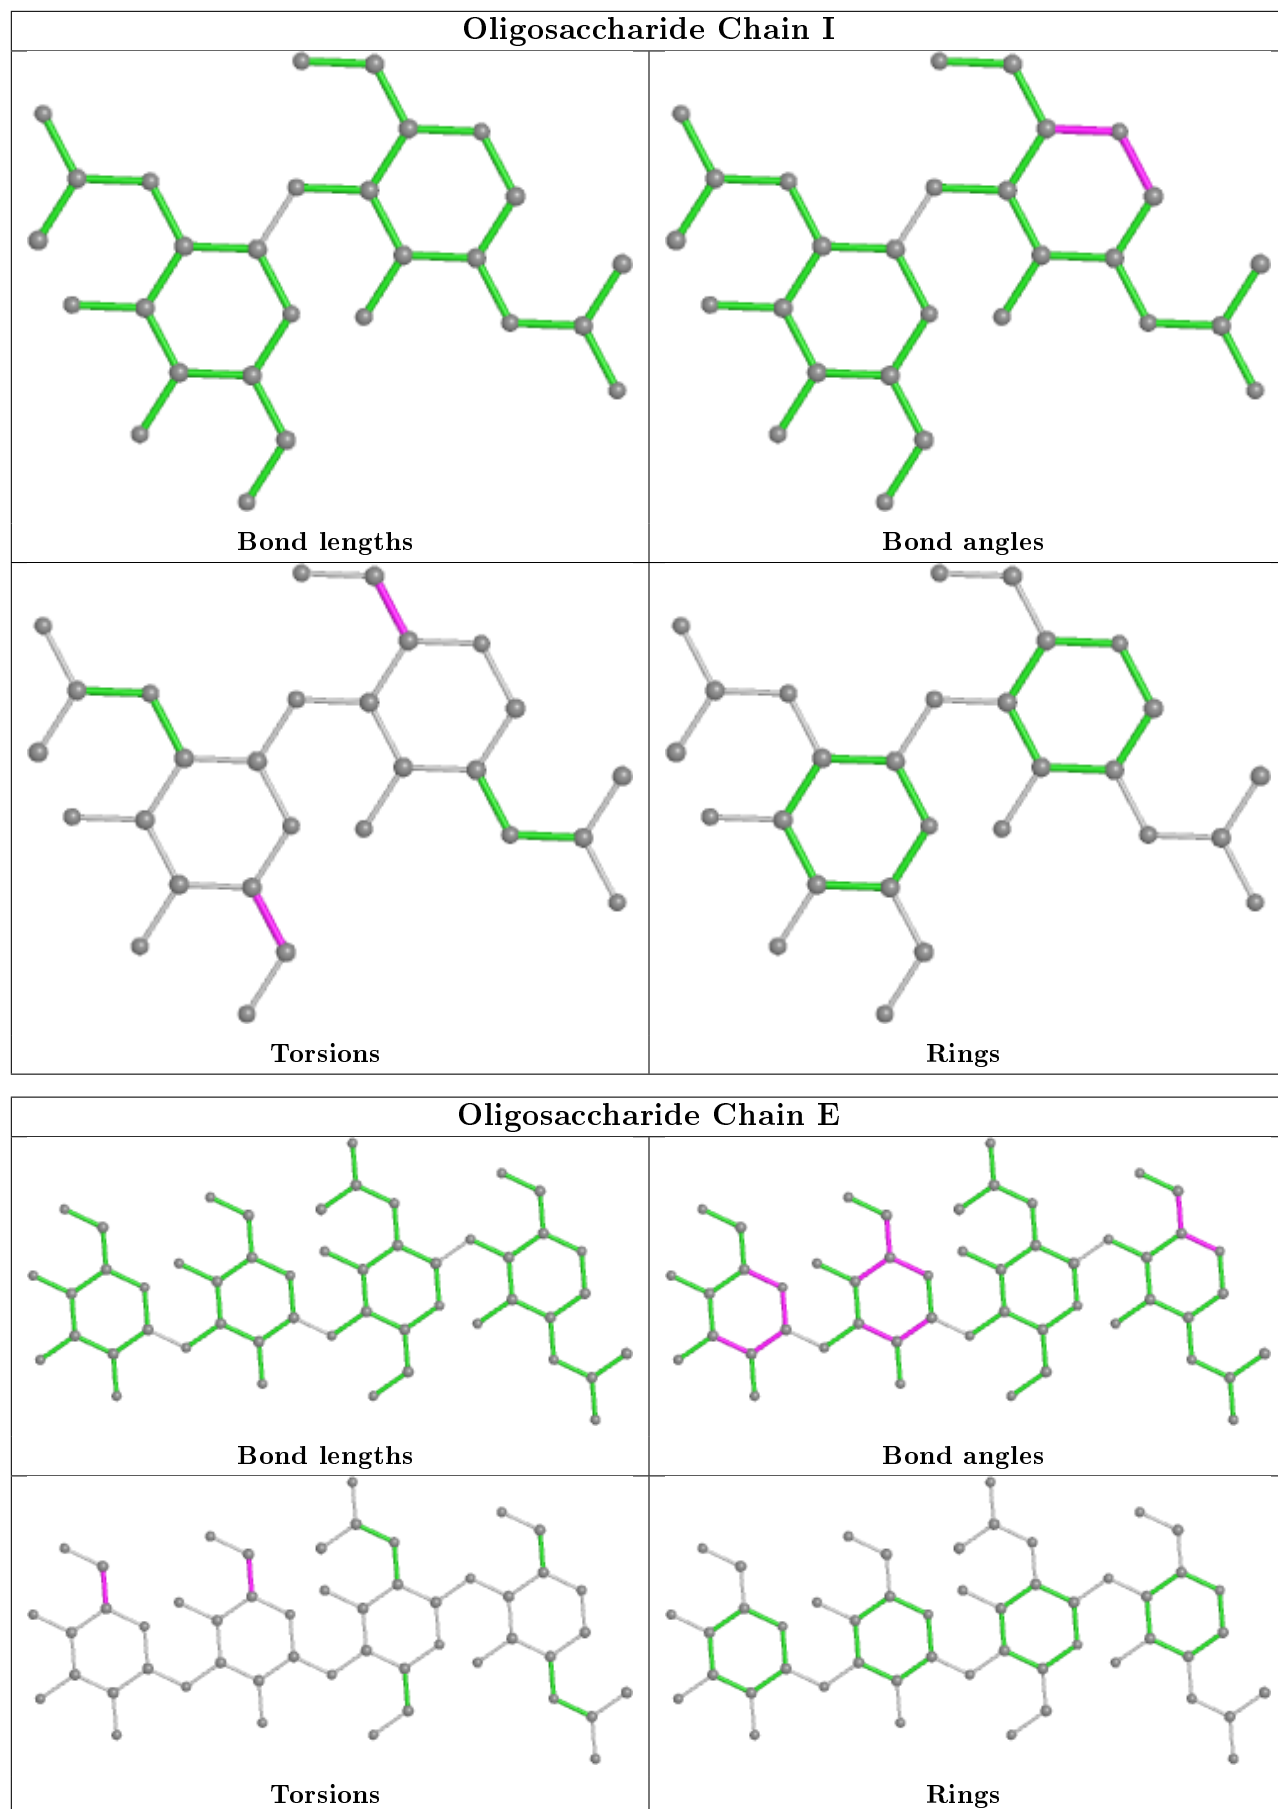 Oligosaccharide Chain I
Bond lengths
Bond angles
Torsions
Rings
Oligosaccharide Chain E
Bond lengths
Bond angles
Torsions
Rings